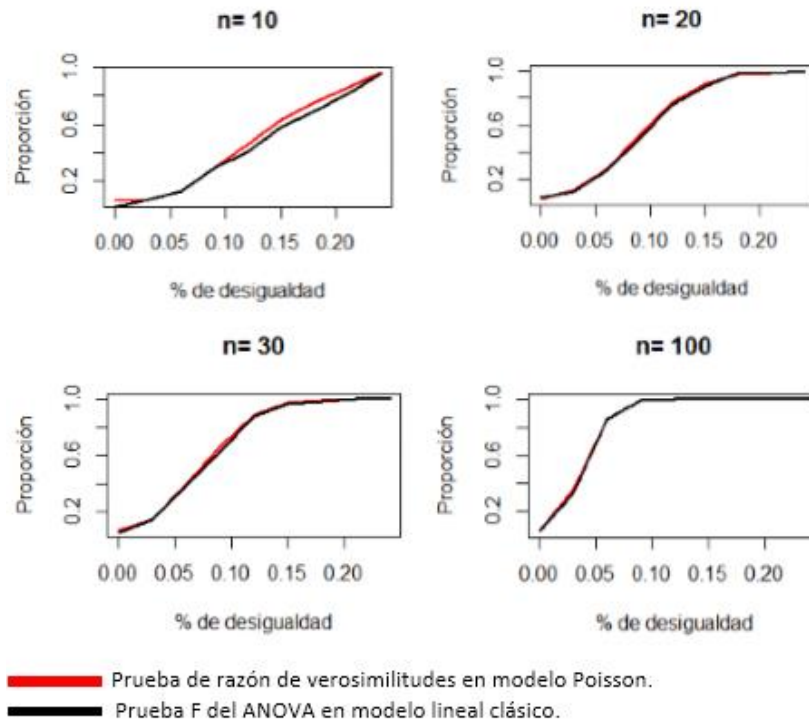 n= 10
Proporción
0.2 0.6 1.0
0.00 0.05 0.10 0.15 0.20
% de desigualdad
n= 20
Proporción
0.2 0.6 1.0
0.00 0.05 0.10 0.15 0.20
% de desigualdad
n= 30
Proporción
0.2 0.6 1.0
0.00 0.05 0.10 0.15 0.20
% de desigualdad
n= 100
Proporción
0.2 0.6 1.0
0.00 0.05 0.10 0.15 0.20
% de desigualdad
Prueba de razón de verosimilitudes en modelo Poisson.
Prueba F del ANOVA en modelo lineal clásico.